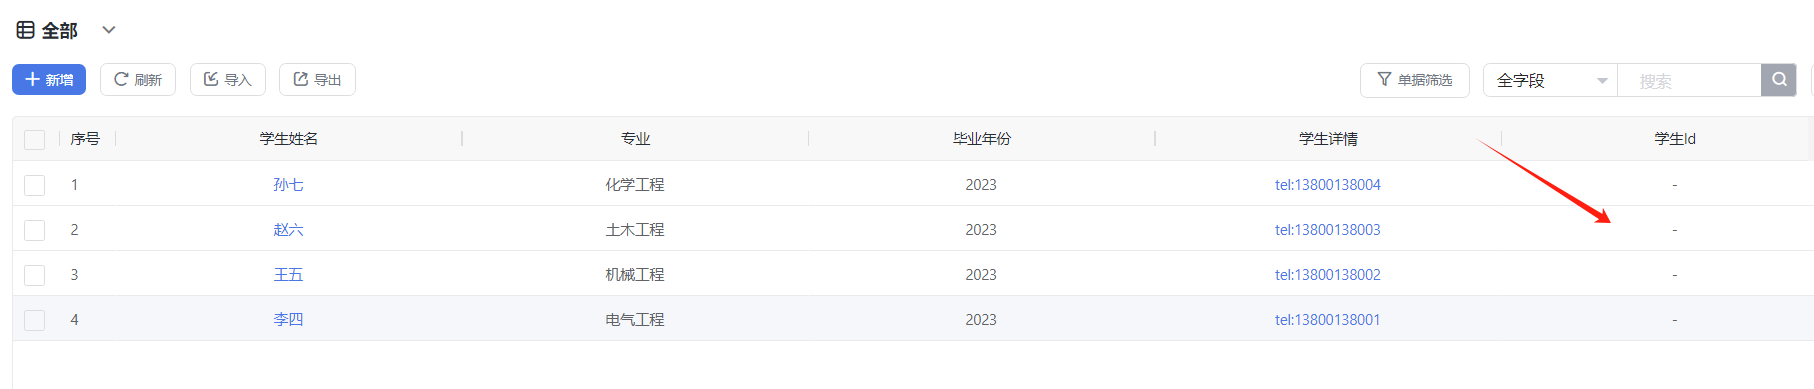 全部
新增 刷新 导入 导出 单据筛选 全字段 搜索
序号 学生姓名 专业 毕业年份 学生详情 学生Id
1 孙七 化学工程 2023 tel:13800138004 -
2 赵六 土木工程 2023 tel:13800138003 -
3 王五 机械工程 2023 tel:13800138002 -
4 李四 电气工程 2023 tel:13800138001 -